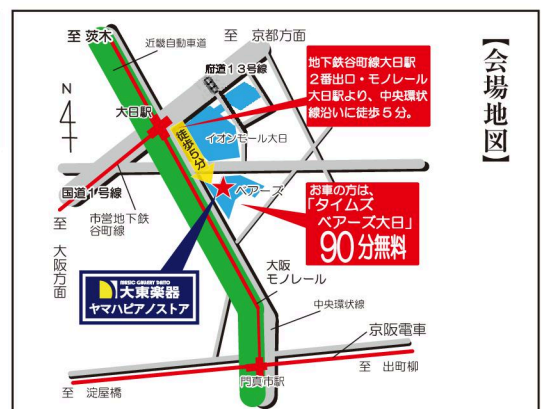 【会場地図】
至 茨木
近畿自動車道
至 京都方面
府道13号線
地下鉄谷町線大日駅
2番出口・モノレール
大日駅より、中央環状
線沿いに徒歩5分。
N
大日駅
イオンモール大日
徒歩5分
国道1号線
ベアーズ
市営地下鉄
谷町線
至 大阪方面
お車の方は、
「タイムズ
ベアーズ大日」
90分無料
MUSIC GALLERY DAITO
大東楽器
ヤマハピアノストア
大阪
モノレール
中央環状線
京阪電車
至 出町柳
門真市駅
至 淀屋橋